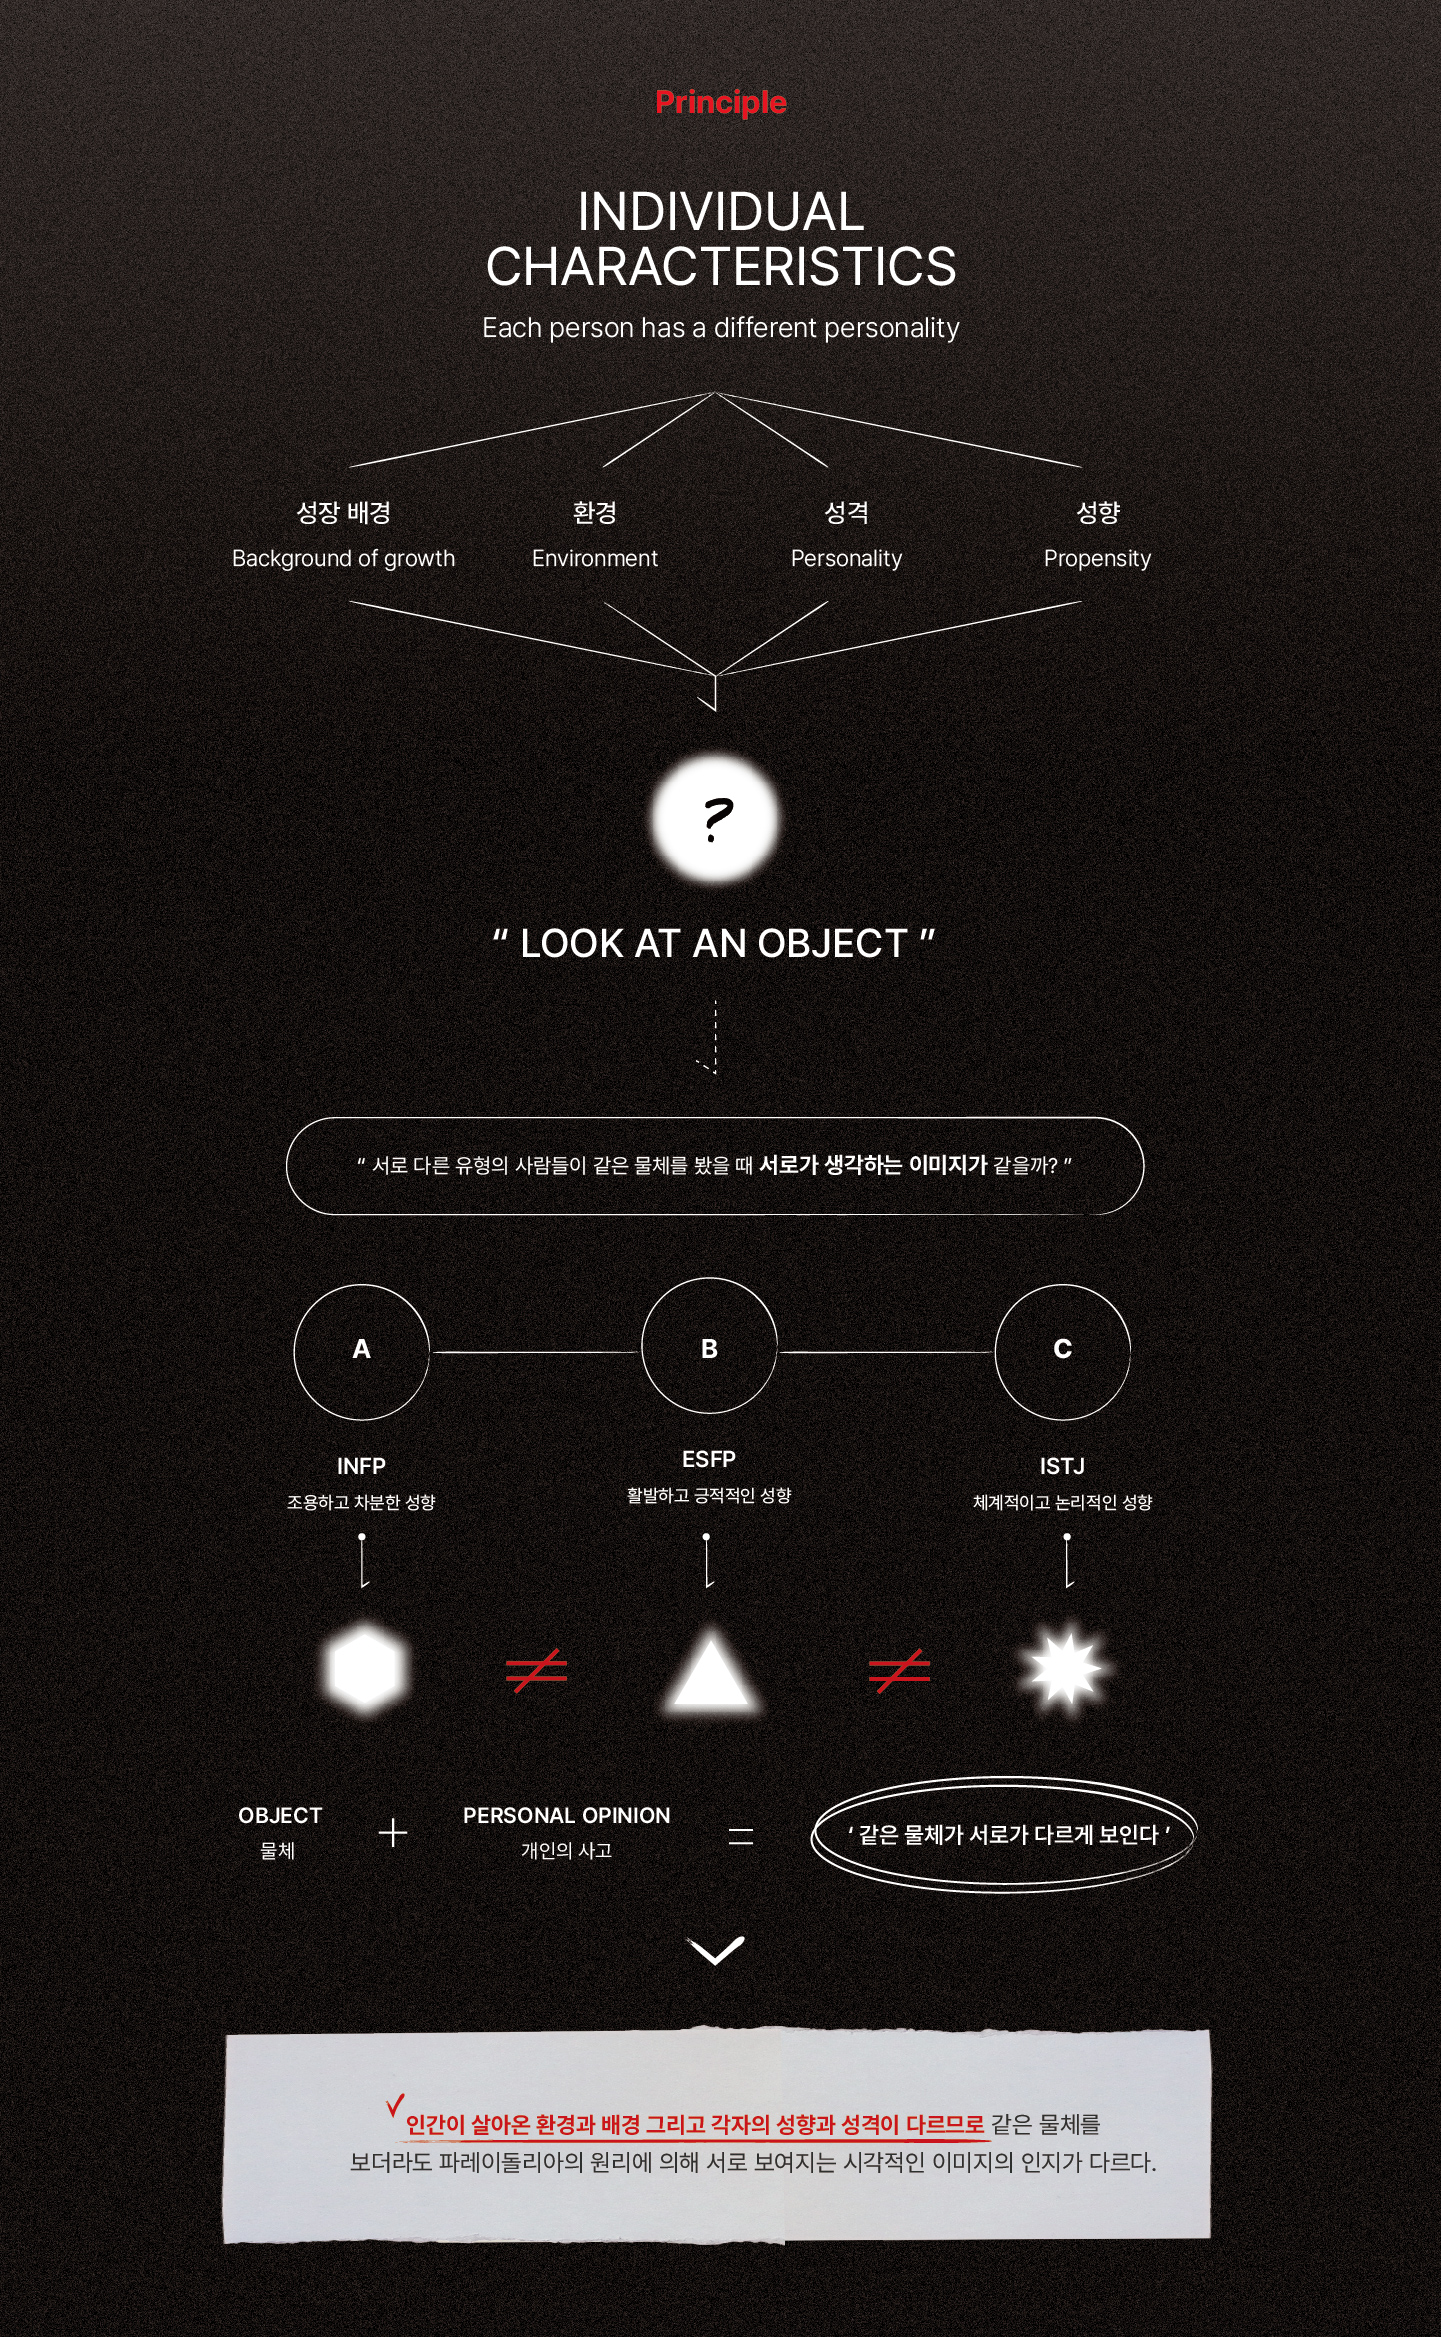 Principle
INDIVIDUAL
CHARACTERISTICS
Each person has a different personality
성장 배경 환경 성격 성향
Background of growth Environment Personality Propensity
?
“ LOOK AT AN OBJECT ”
“ 서로 다른 유형의 사람들이 같은 물체를 봤을 때 서로가 생각하는 이미지가 같을까? ”
A B C
INFP ESFP ISTJ
조용하고 차분한 성향 활발하고 긍적적인 성향 체계적이고 논리적인 성향
≠ ≠
OBJECT + PERSONAL OPINION = ‘ 같은 물체가 서로가 다르게 보인다 ’
물체 개인의 사고
인간이 살아온 환경과 배경 그리고 각자의 성향과 성격이 다르므로 같은 물체를
보더라도 파레이돌리아의 원리에 의해 서로 보여지는 시각적인 이미지의 인지가 다르다.